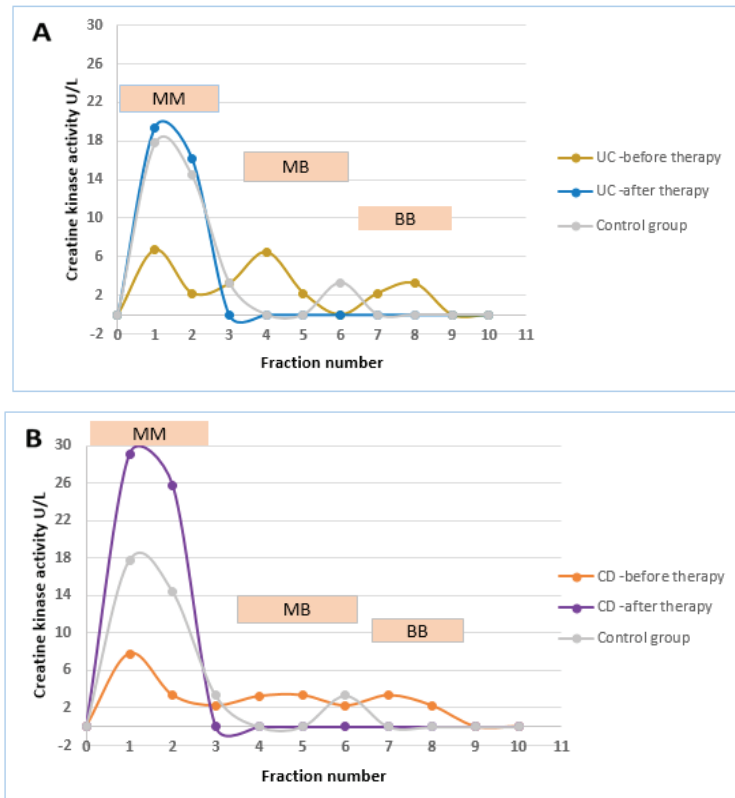 A
30
26
22
18
14
10
6
2
-2
Creatine kinase activity U/L
MM
MB
BB
0 1 2 3 4 5 6 7 8 9 10 11
Fraction number
UC -before therapy
UC -after therapy
Control group
B
30
26
22
18
14
10
6
2
-2
Creatine kinase activity U/L
MM
MB
BB
0 1 2 3 4 5 6 7 8 9 10 11
Fraction number
CD -before therapy
CD -after therapy
Control group